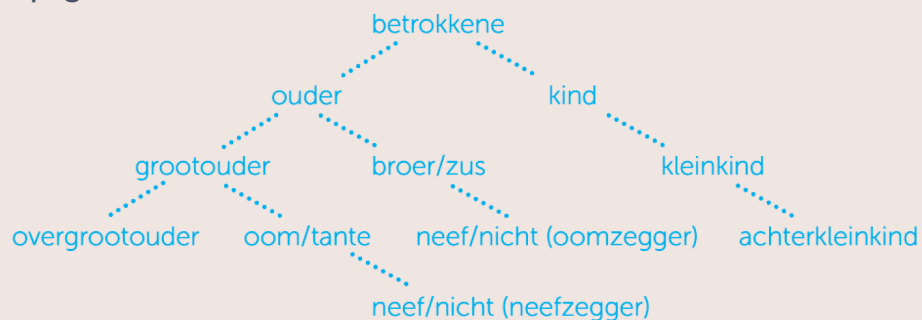 betrokkene
ouder kind
grootouder broer/zus kleinkind
overgrootouder oom/tante neef/nicht (oomzegger) achterkleinkind
neef/nicht (neefzegger)